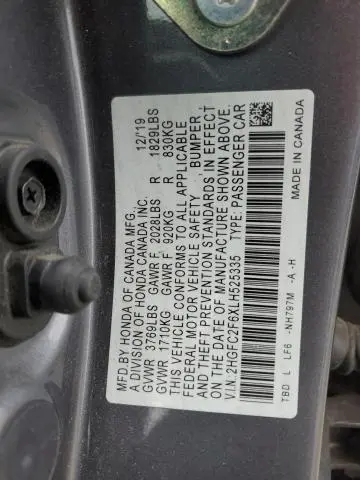 MFD.BY HONDA OF CANADA MFG. 12/19
A DIVISION OF HONDA CANADA INC.
GVWR 3769LBS GAWR F 2028LBS R 1829LBS
GVWR 1710KG GAWR F 920KG R 830KG
THIS VEHICLE CONFORMS TO ALL APPLICABLE
FEDERAL MOTOR VEHICLE SAFETY, BUMPER,
AND THEFT PREVENTION STANDARDS IN EFFECT
ON THE DATE OF MANUFACTURE SHOWN ABOVE.
V.I.N.:2HGFC2F6XLH525335 TYPE:PASSENGER CAR
TBD L LF6 -NH797M -A -H
MADE IN CANADA